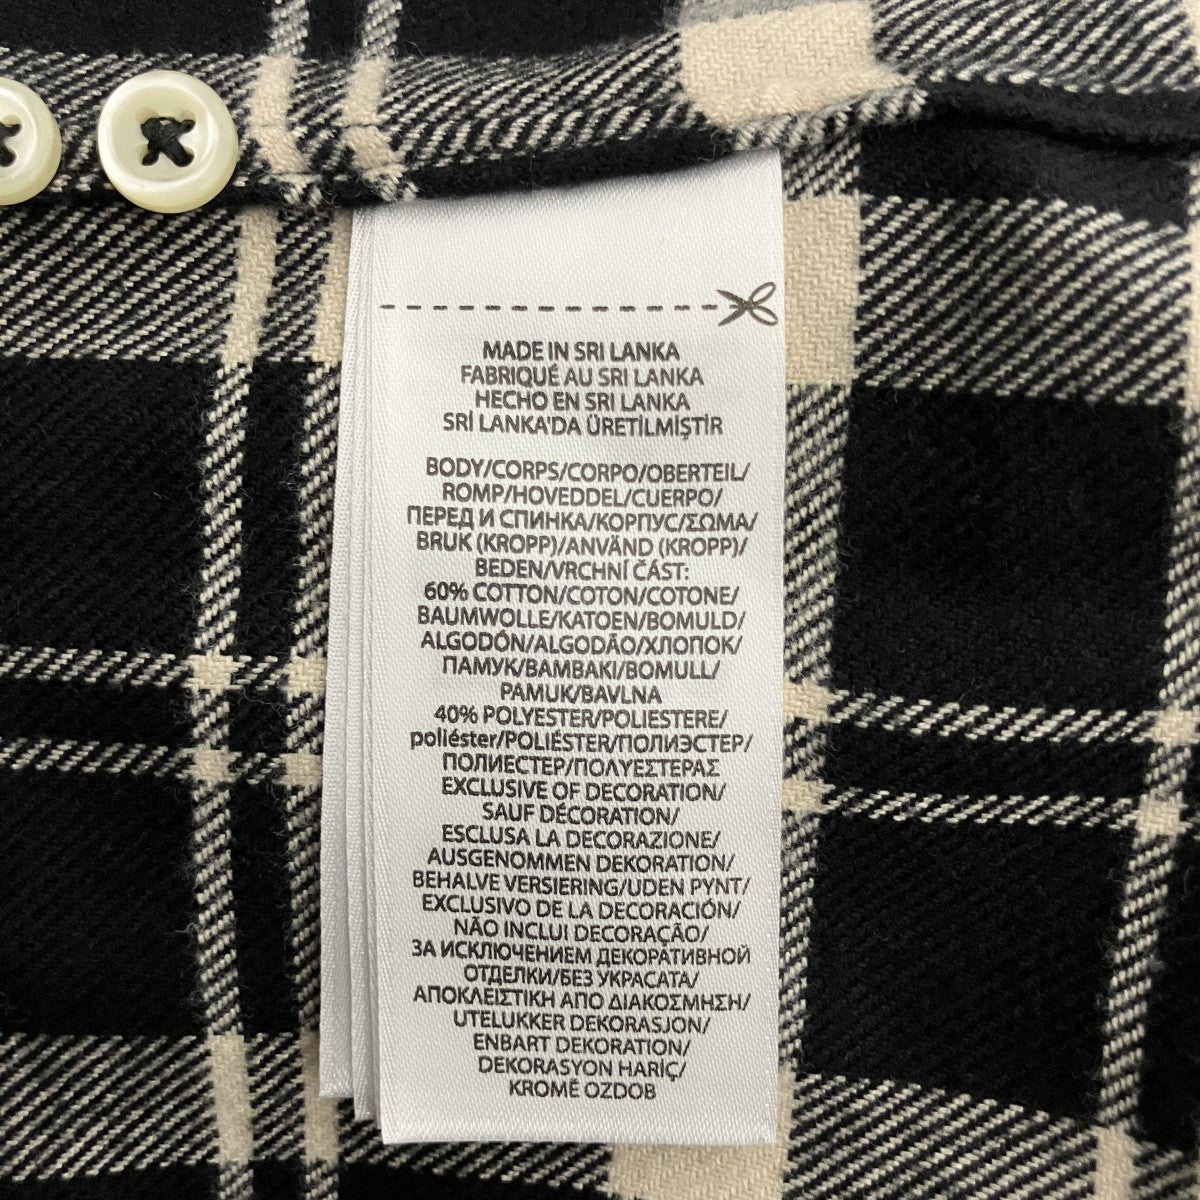 MADE IN SRI LANKA
FABRIQUÉ AU SRI LANKA
HECHO EN SRI LANKA
SRİ LANKA'DA ÜRETİLMİŞTİR
BODY/CORPS/CORPO/OBERTEIL/
ROMP/HOVEDDEL/CUERPO/
ПЕРЕД И СПИНКА/КОРПУС/ΣΩΜΑ/
BRUK (KROPP)/ANVÄND (KROPP)/
BEDEN/VRCHNÍ ČÁST:
60% COTTON/COTON/COTONE/
BAUMWOLLE/KATOEN/BOMULD/
ALGODÓN/ALGODÃO/ХЛОПОК/
ПАМУК/ΒΑΜΒΑΚΙ/BOMULL/
PAMUK/BAVLNA
40% POLYESTER/POLIESTERE/
poliéster/POLIÉSTER/ПОЛИЭСТЕР/
ПОЛИЕСТЕР/ΠΟΛΥΕΣΤΕΡΑΣ
EXCLUSIVE OF DECORATION/
SAUF DÉCORATION/
ESCLUSA LA DECORAZIONE/
AUSGENOMMEN DEKORATION/
BEHALVE VERSIERING/UDEN PYNT/
EXCLUSIVO DE LA DECORACIÓN/
NÃO INCLUI DECORAÇÃO/
ЗА ИСКЛЮЧЕНИЕМ ДЕКОРАТИВНОЙ
ОТДЕЛКИ/БЕЗ УКРАСАТА/
ΑΠΟΚΛΕΙΣΤΙΚΗ ΑΠΟ ΔΙΑΚΟΣΜΗΣΗ/
UTELUKKER DEKORASJON/
ENBART DEKORATION/
DEKORASYON HARİÇ/
KROMĚ OZDOB